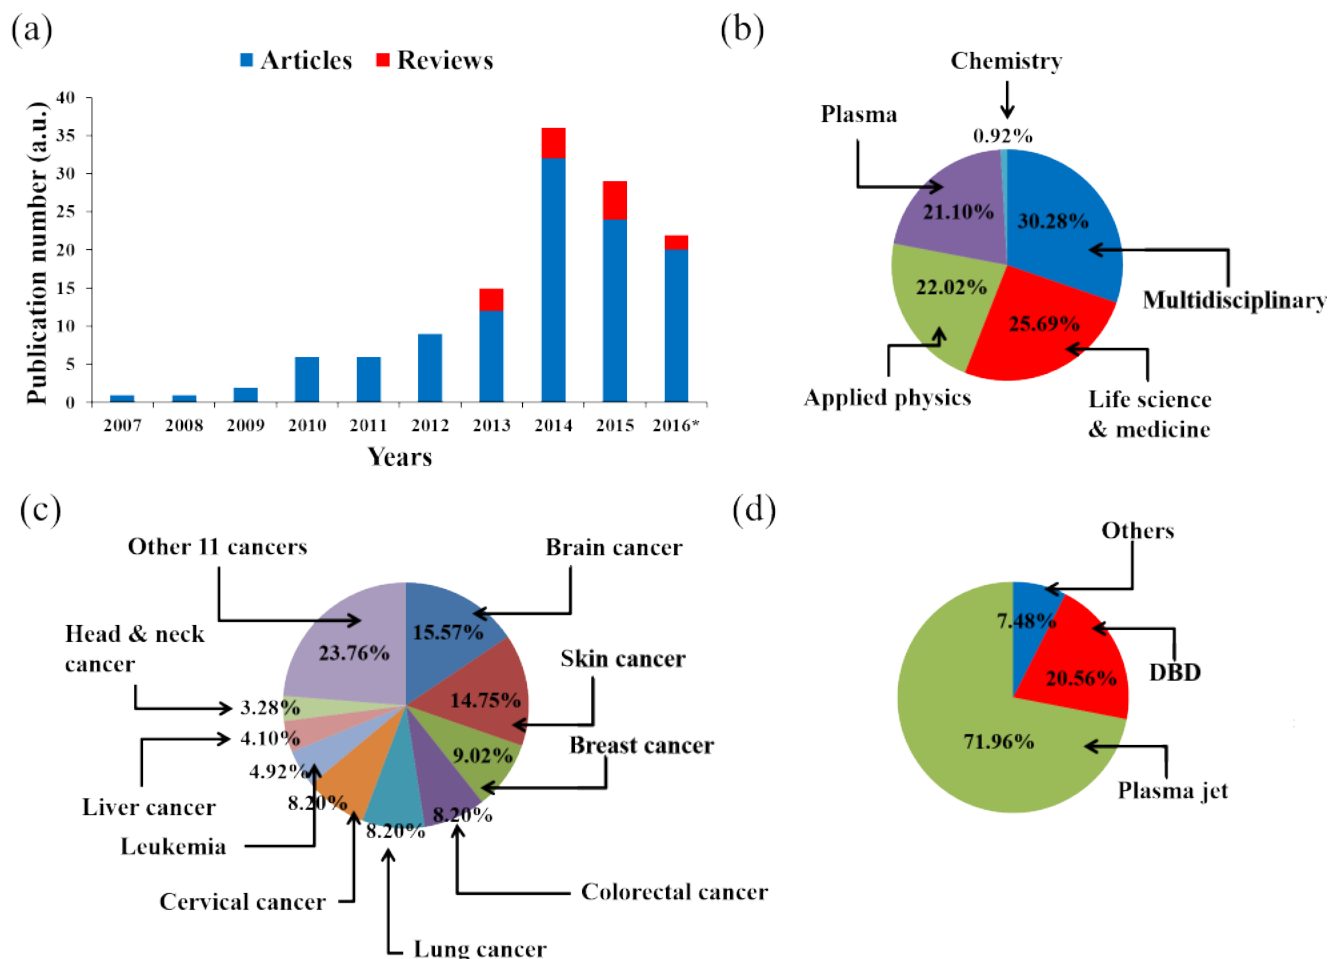 (a)
Articles Reviews
Publication number (a.u.)
40
35
30
25
20
15
10
5
0
2007 2008 2009 2010 2011 2012 2013 2014 2015 2016*
Years
(b)
Chemistry
0.92%
Plasma
21.10%
30.28%
Multidisciplinary
22.02%
25.69%
Applied physics
Life science
& medicine
(c)
Other 11 cancers
Brain cancer
15.57%
23.76%
Head & neck
cancer
Skin cancer
14.75%
3.28%
Breast cancer
9.02%
4.10%
4.92%
Liver cancer
8.20%
8.20%
8.20%
Leukemia
Cervical cancer
Colorectal cancer
Lung cancer
(d)
Others
7.48%
DBD
20.56%
71.96%
Plasma jet